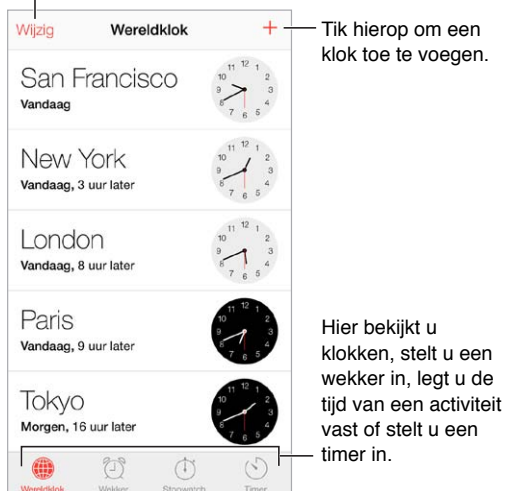 Wijzig
Wereldklok
+
Tik hierop om een
klok toe te voegen.
San Francisco
Vandaag
New York
Vandaag, 3 uur later
London
Vandaag, 8 uur later
Paris
Vandaag, 9 uur later
Tokyo
Morgen, 16 uur later
Hier bekijkt u
klokken, stelt u een
wekker in, legt u de
tijd van een activiteit
vast of stelt u een
timer in.
Wereldklok
Wekker
Stopwatch
Timer